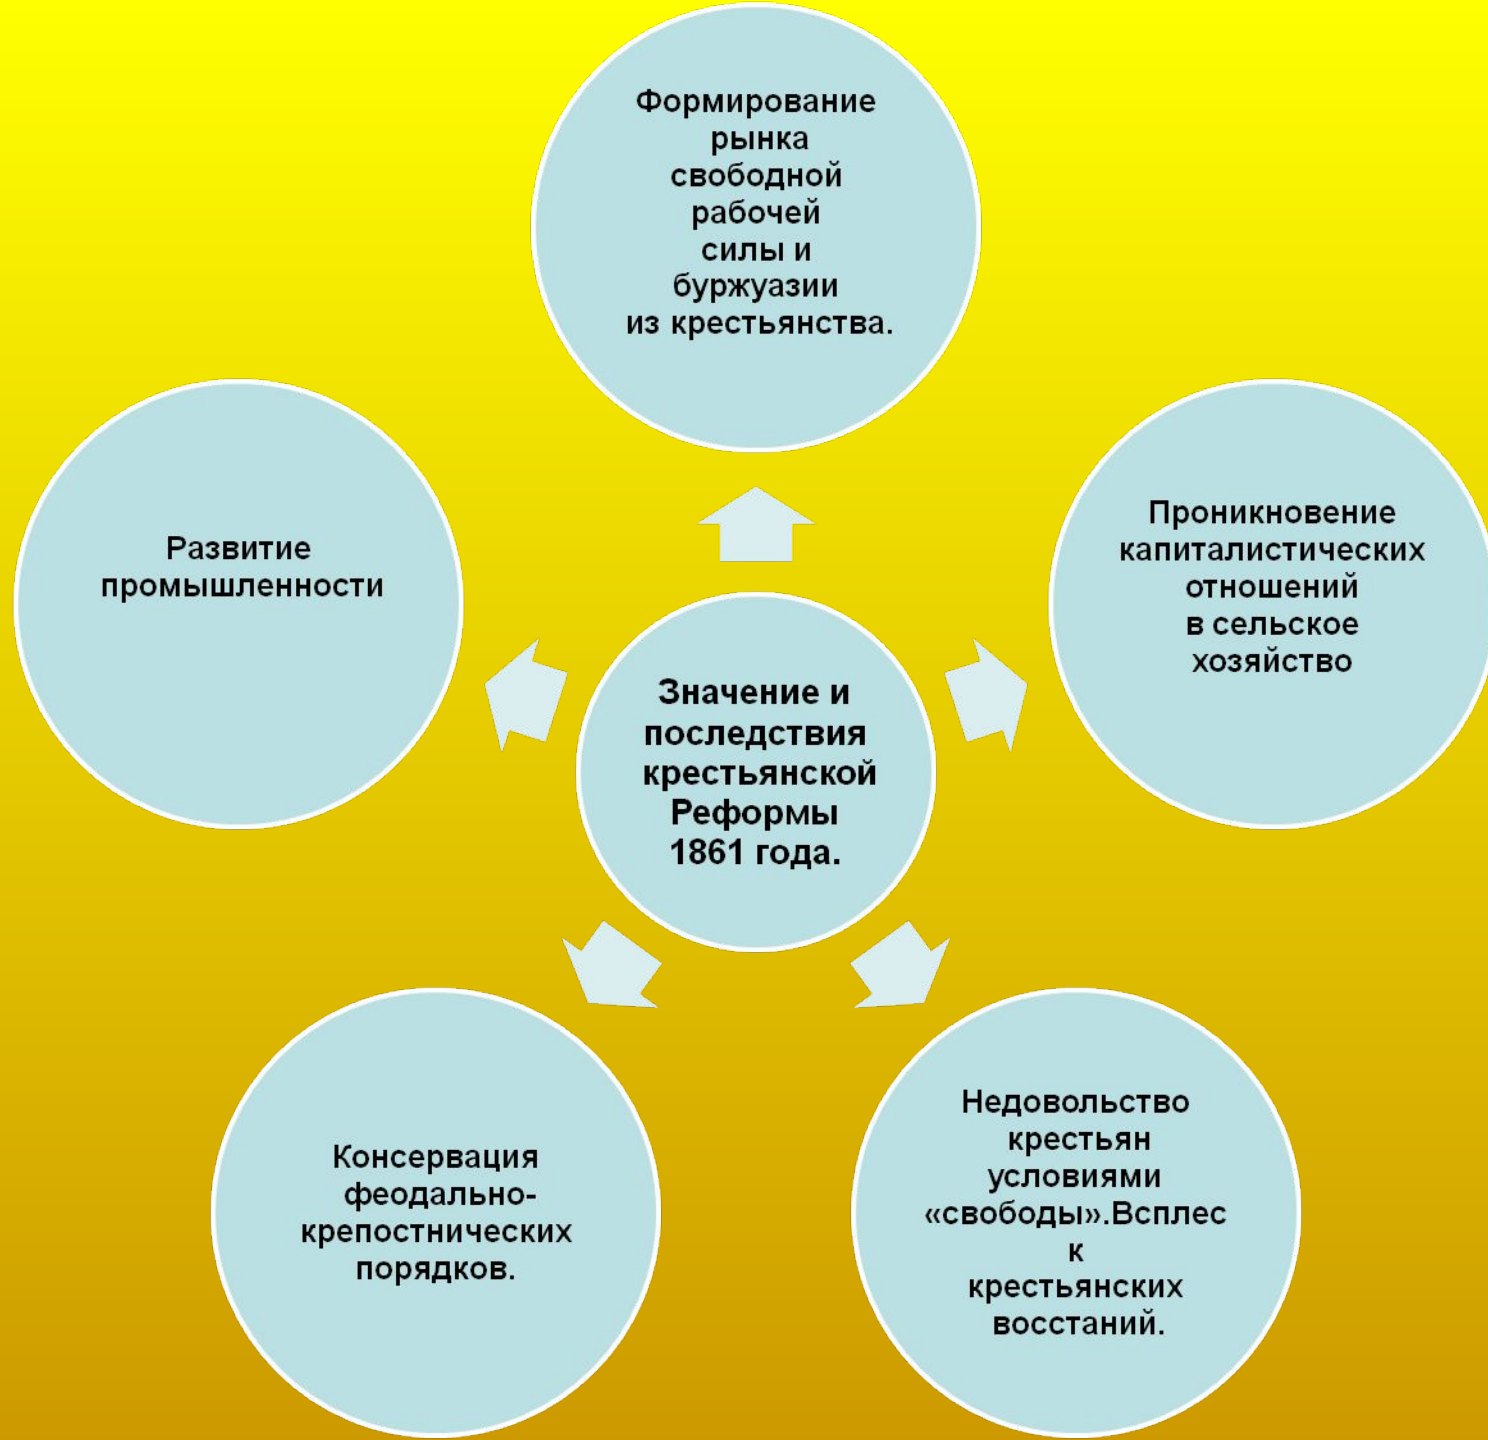 Формирование
рынка
свободной
рабочей
силы и
буржуазии
из крестьянства.
Развитие
промышленности
Проникновение
капиталистических
отношений
в сельское
хозяйство
Значение и
последствия
крестьянской
Реформы
1861 года.
Консервация
феодально-
крепостнических
порядков.
Недовольство
крестьян
условиями
«свободы».Всплес
к
крестьянских
восстаний.